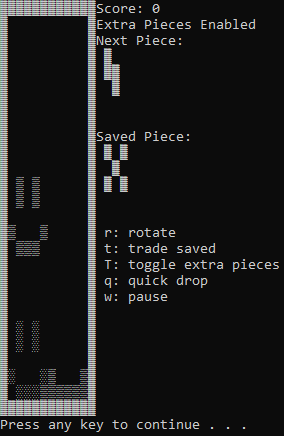 Score: 0
Extra Pieces Enabled
Next Piece:
Saved Piece:
r: rotate
t: trade saved
T: toggle extra pieces
q: quick drop
w: pause
Press any key to continue . . .